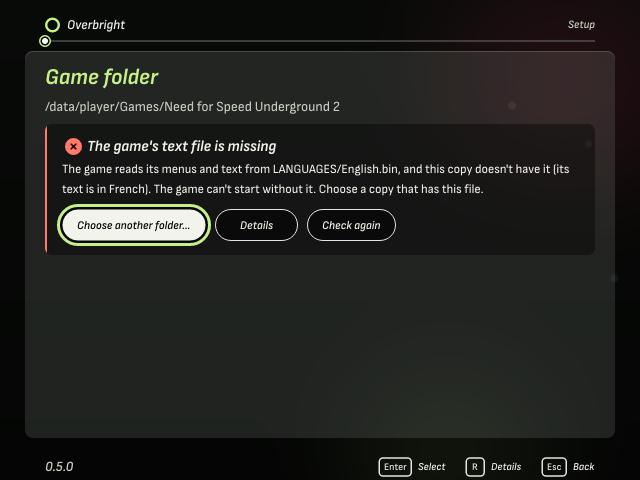 Overbright
Setup
Game folder
/data/player/Games/Need for Speed Underground 2
The game's text file is missing
The game reads its menus and text from LANGUAGES/English.bin, and this copy doesn't have it (its
text is in French). The game can't start without it. Choose a copy that has this file.
Choose another folder...
Details
Check again
0.5.0
Enter Select
R Details
Esc Back